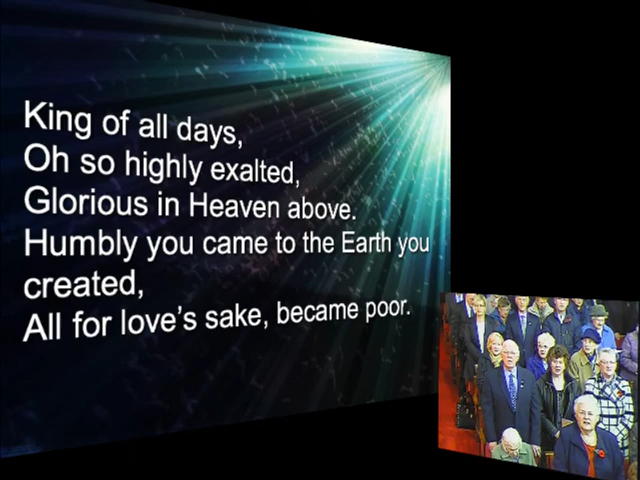 King of all days,
Oh so highly exalted,
Glorious in Heaven above.
Humbly you came to the Earth you
created,
All for love's sake, became poor.